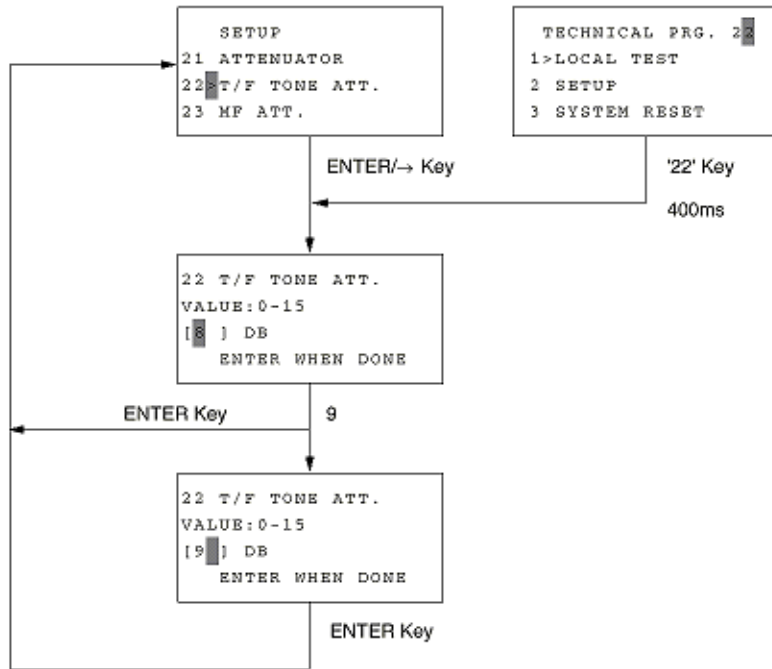 SETUP
21 ATTENUATOR
22>T/F TONE ATT.
23 MF ATT.
TECHNICAL PRG. 22
1>LOCAL TEST
2 SETUP
3 SYSTEM RESET
ENTER/→ Key
'22' Key
400ms
22 T/F TONE ATT.
VALUE:0-15
[8 ] DB
ENTER WHEN DONE
ENTER Key
9
22 T/F TONE ATT.
VALUE:0-15
[9 ] DB
ENTER WHEN DONE
ENTER Key